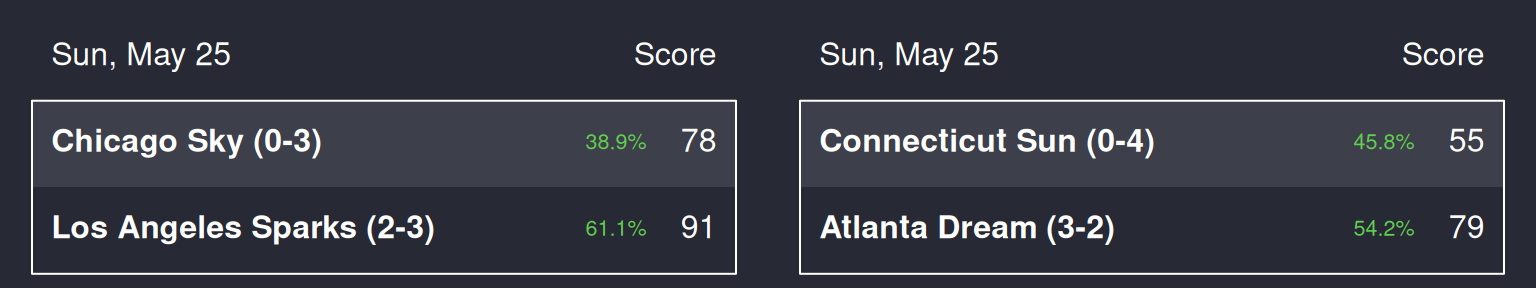 Sun, May 25 Score
Chicago Sky (0-3) 38.9% 78
Los Angeles Sparks (2-3) 61.1% 91
Sun, May 25 Score
Connecticut Sun (0-4) 45.8% 55
Atlanta Dream (3-2) 54.2% 79